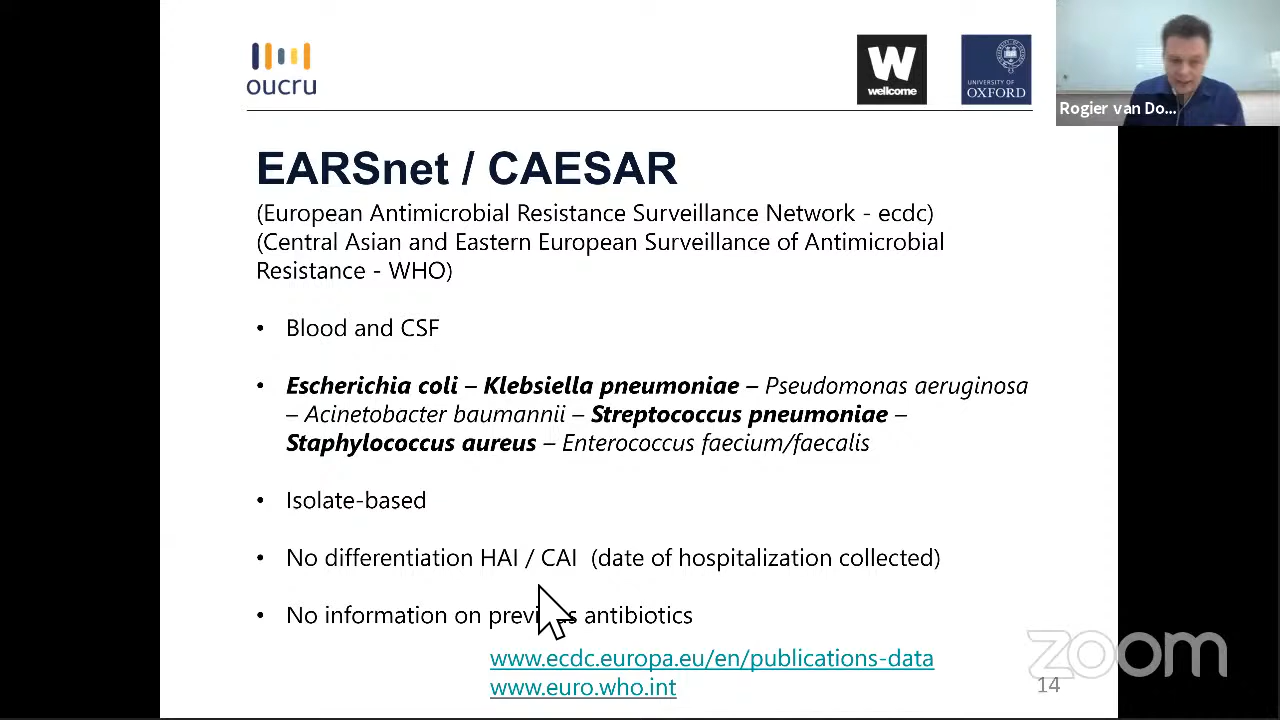 oucru
W
wellcome
UNIVERSITY OF
OXFORD
Rogier van Do...
EARSnet / CAESAR
(European Antimicrobial Resistance Surveillance Network - ecdc)
(Central Asian and Eastern European Surveillance of Antimicrobial
Resistance - WHO)
• Blood and CSF
• Escherichia coli – Klebsiella pneumoniae – Pseudomonas aeruginosa
– Acinetobacter baumannii – Streptococcus pneumoniae –
Staphylococcus aureus – Enterococcus faecium/faecalis
• Isolate-based
• No differentiation HAI / CAI (date of hospitalization collected)
• No information on previous antibiotics
www.ecdc.europa.eu/en/publications-data
www.euro.who.int
zoom
14